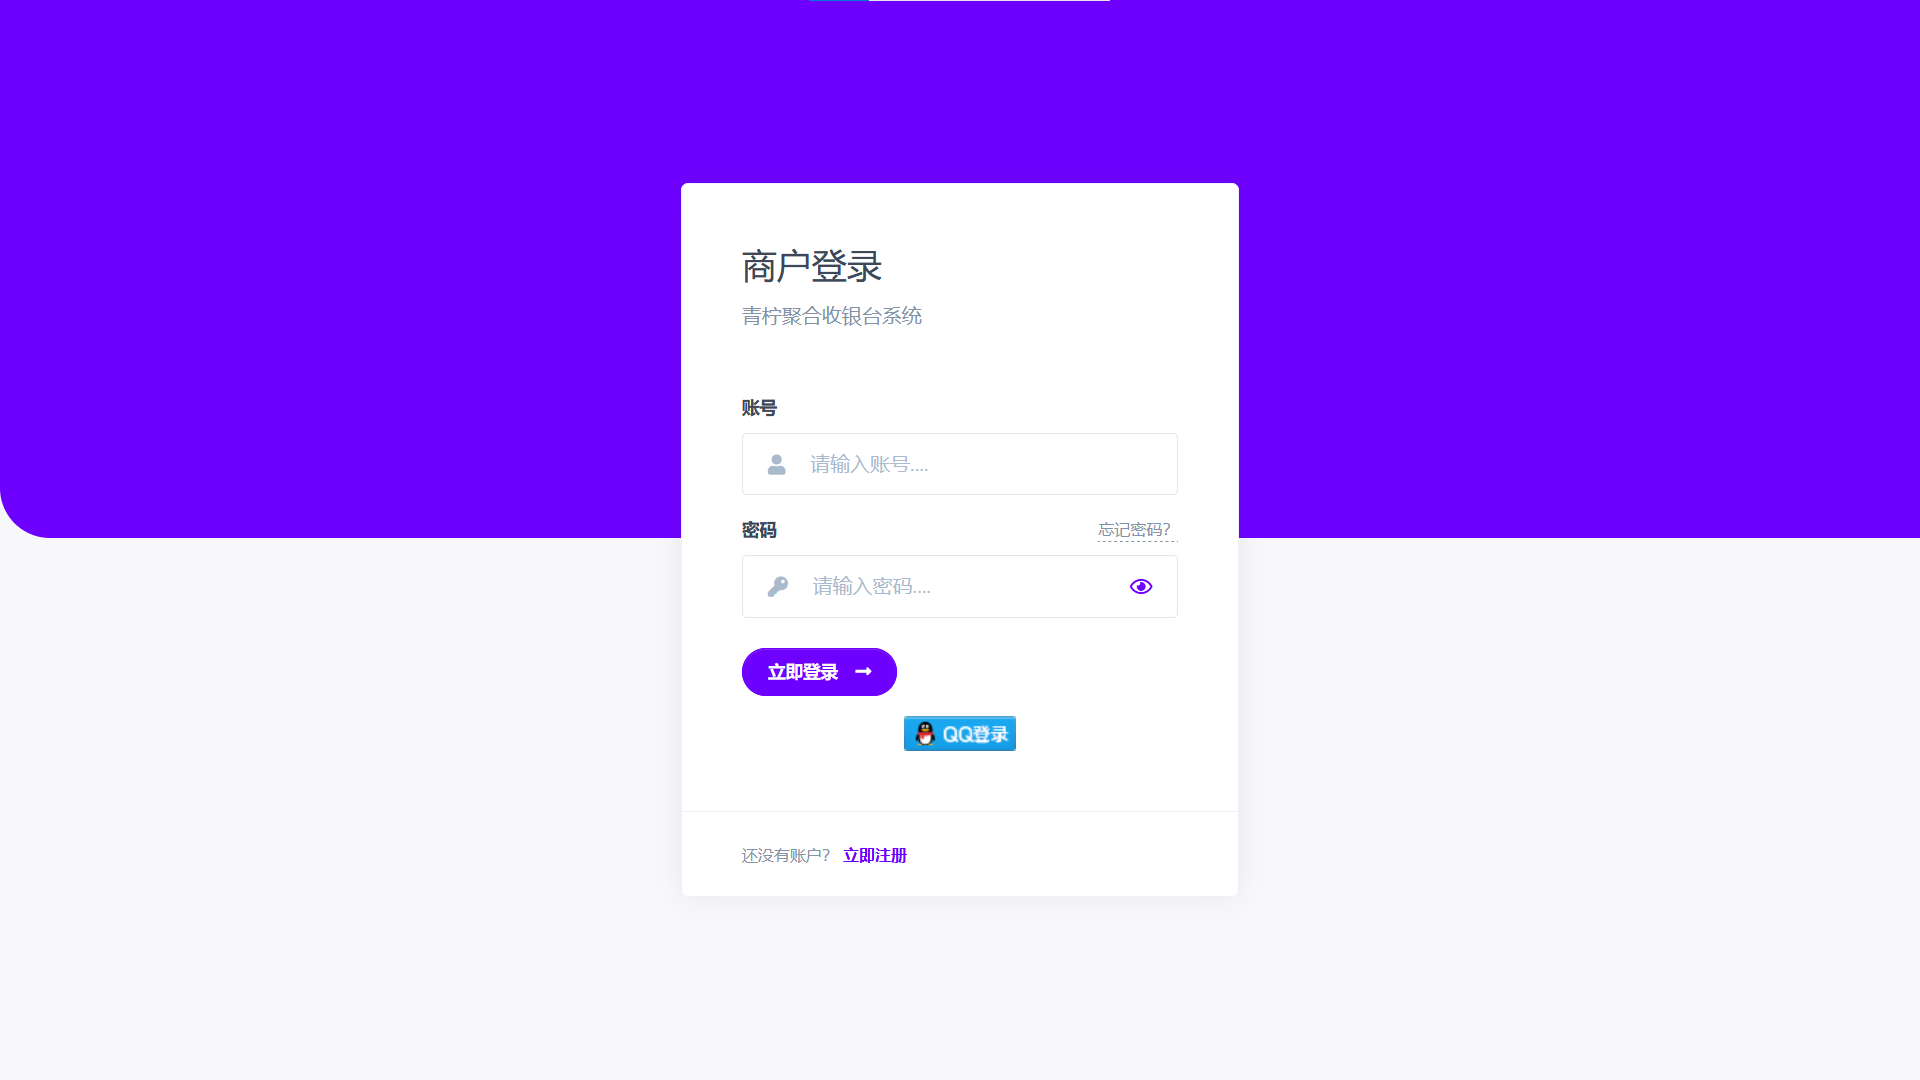 商户登录
青柠聚合收银台系统
账号
请输入账号....
密码 忘记密码?
请输入密码....
立即登录
QQ登录
还没有账户? 立即注册